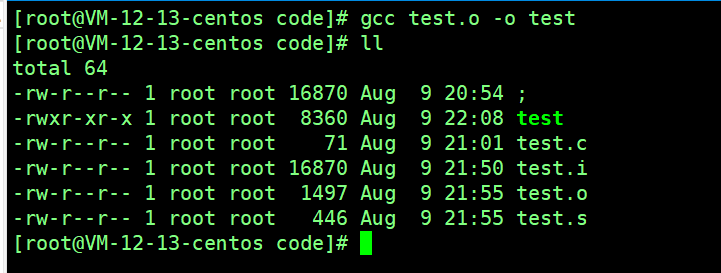 [root@VM-12-13-centos code]# gcc test.o -o test
[root@VM-12-13-centos code]# ll
total 64
-rw-r--r-- 1 root root 16870 Aug  9 20:54 ;
-rwxr-xr-x 1 root root  8360 Aug  9 22:08 test
-rw-r--r-- 1 root root    71 Aug  9 21:01 test.c
-rw-r--r-- 1 root root 16870 Aug  9 21:50 test.i
-rw-r--r-- 1 root root  1497 Aug  9 21:55 test.o
-rw-r--r-- 1 root root   446 Aug  9 21:55 test.s
[root@VM-12-13-centos code]#